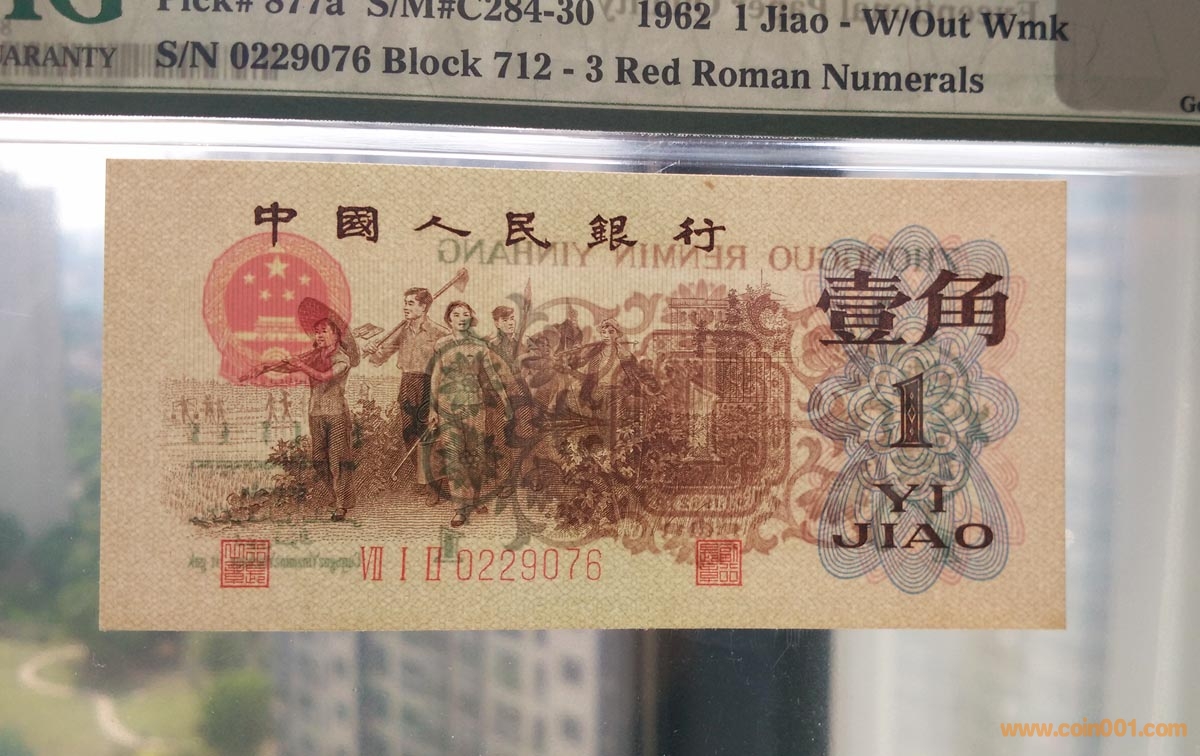 Pick# 877a S/M#C284-30 1962 1 Jiao - W/Out Wmk
UARANTY S/N 0229076 Block 712 - 3 Red Roman Numerals
中國人民銀行
ZHONGGUO RENMIN YINHANG
壹角
1
YI
JIAO
VII I II 0229076
www.coin001.com